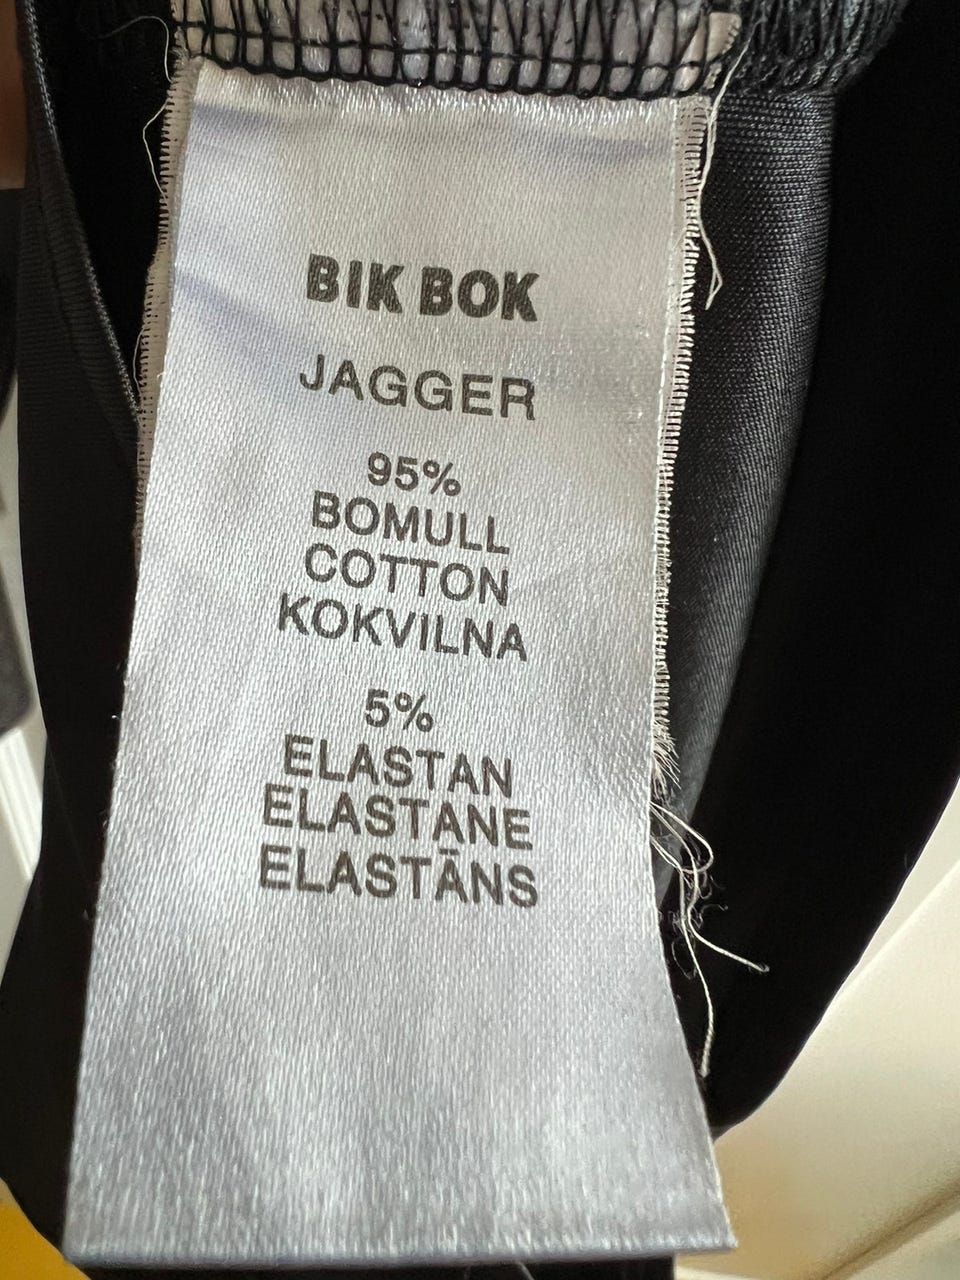 BIK BOK
JAGGER
95%
BOMULL
COTTON
KOKVILNA
5%
ELASTAN
ELASTANE
ELASTĀNS